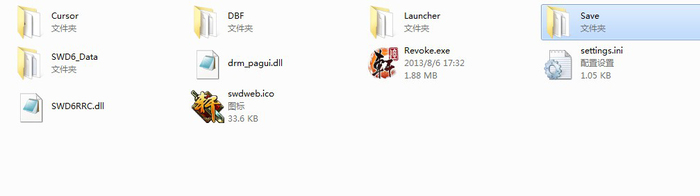 Cursor
文件夹
DBF
文件夹
Launcher
文件夹
Save
文件夹
SWD6_Data
文件夹
drm_pagui.dll
Revoke.exe
2013/8/6 17:32
1.88 MB
settings.ini
配置设置
1.05 KB
SWD6RRC.dll
swdweb.ico
图标
33.6 KB